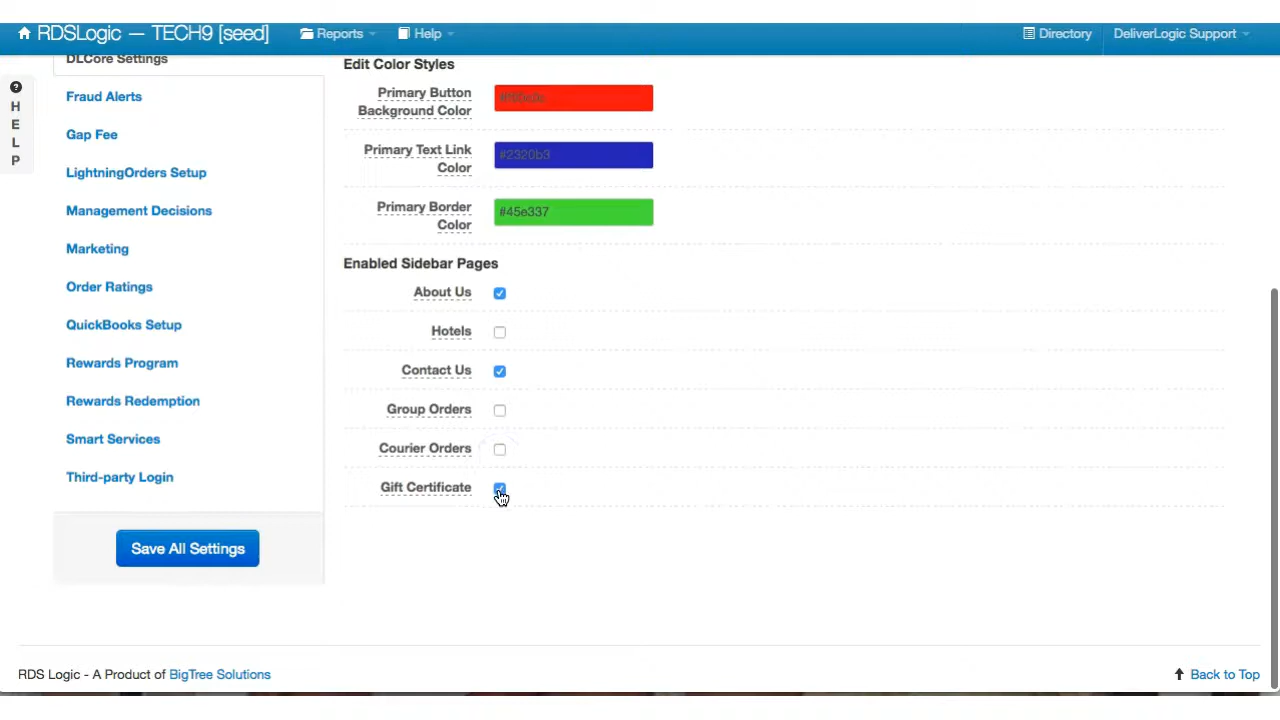 RDSLogic — TECH9 [seed]
Reports
Help
Directory
DeliverLogic Support
HELP
DLCore Settings
Fraud Alerts
Gap Fee
LightningOrders Setup
Management Decisions
Marketing
Order Ratings
QuickBooks Setup
Rewards Program
Rewards Redemption
Smart Services
Third-party Login
Save All Settings
Edit Color Styles
Primary Button
Background Color
Primary Text Link
Color
#2320b3
Primary Border
Color
#45e337
Enabled Sidebar Pages
About Us
Hotels
Contact Us
Group Orders
Courier Orders
Gift Certificate
RDS Logic - A Product of BigTree Solutions
Back to Top